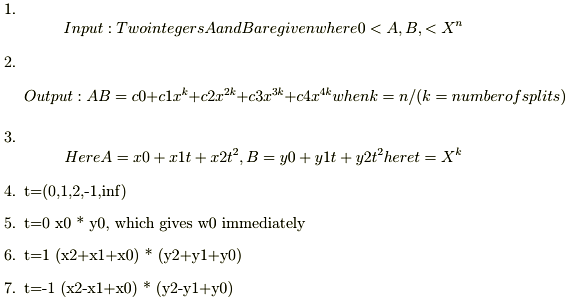 1.
Input : TwointegersAandBaregivenwhere0 < A, B, < X^n
2.
Output : AB = c0+c1x^k+c2x^{2k}+c3x^{3k}+c4x^{4k}whenk = n/(k = numberofsplits)
3.
HereA = x0 + x1t + x2t^2, B = y0 + y1t + y2t^2heret = X^k
4. t=(0,1,2,-1,inf)
5. t=0 x0 * y0, which gives w0 immediately
6. t=1 (x2+x1+x0) * (y2+y1+y0)
7. t=-1 (x2-x1+x0) * (y2-y1+y0)